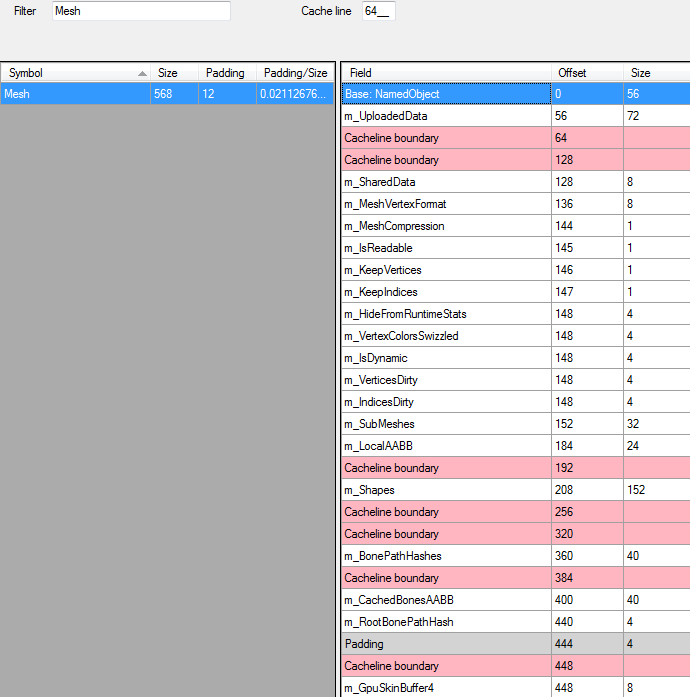 Filter Mesh Cache line 64__
Symbol Size Padding Padding/Size Field Offset Size
Mesh 568 12 0.02112676... Base: NamedObject 0 56
m_UploadedData 56 72
Cacheline boundary 64
Cacheline boundary 128
m_SharedData 128 8
m_MeshVertexFormat 136 8
m_MeshCompression 144 1
m_IsReadable 145 1
m_KeepVertices 146 1
m_KeepIndices 147 1
m_HideFromRuntimeStats 148 4
m_VertexColorsSwizzled 148 4
m_IsDynamic 148 4
m_VerticesDirty 148 4
m_IndicesDirty 148 4
m_SubMeshes 152 32
m_LocalAABB 184 24
Cacheline boundary 192
m_Shapes 208 152
Cacheline boundary 256
Cacheline boundary 320
m_BonePathHashes 360 40
Cacheline boundary 384
m_CachedBonesAABB 400 40
m_RootBonePathHash 440 4
Padding 444 4
Cacheline boundary 448
m_GpuSkinBuffer4 448 8